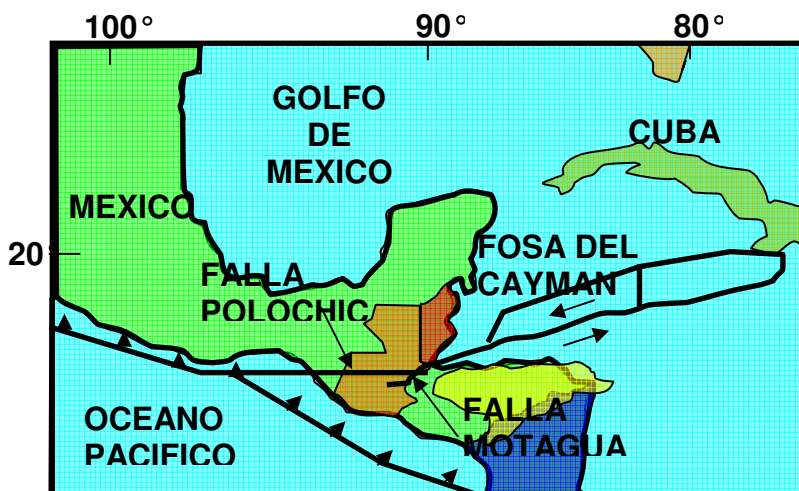 100°
90°
80°
GOLFO
DE
MEXICO
CUBA
MEXICO
20°
FOSA DEL
CAYMAN
FALLA
POLOCHIC
OCEANO
PACIFICO
FALLA
MOTAGUA